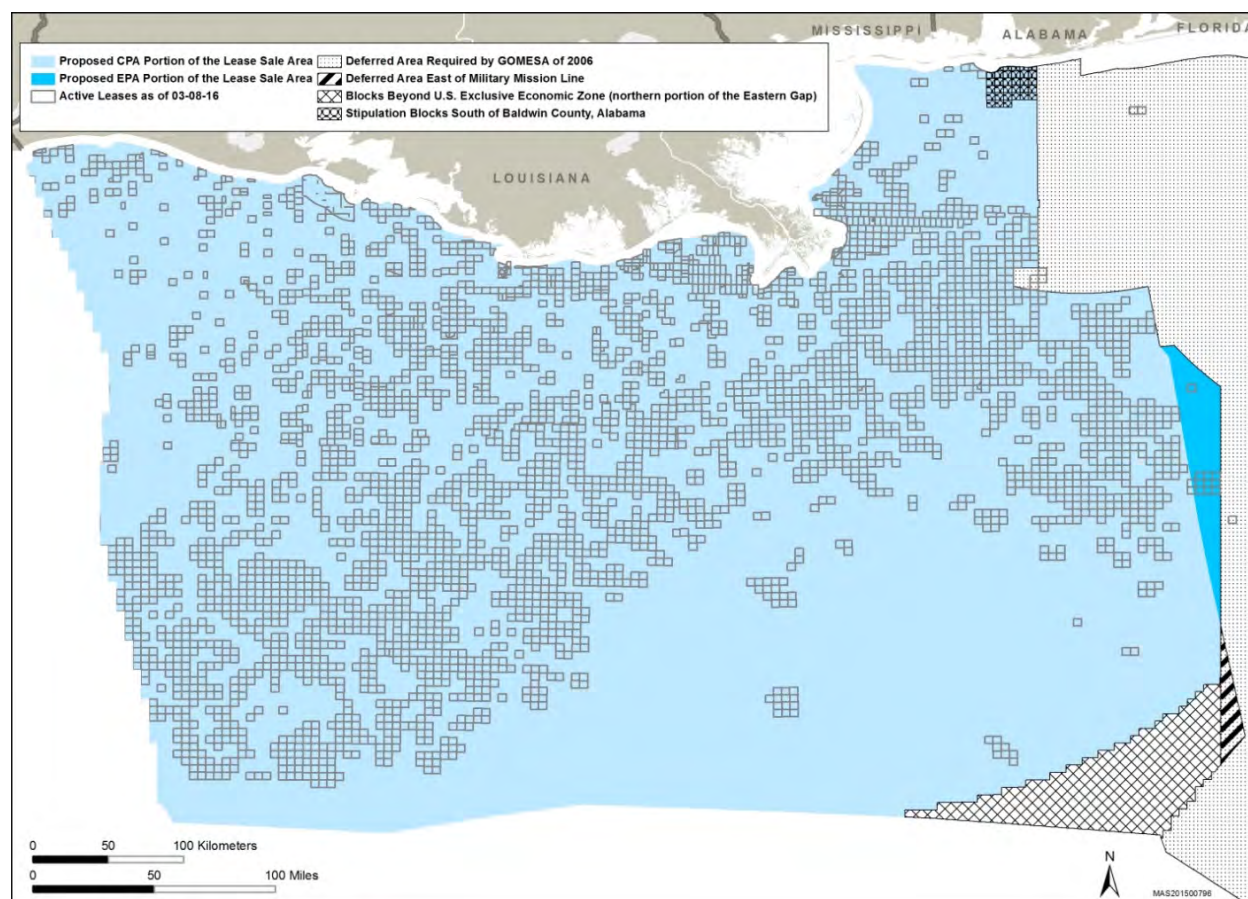 MISSISSIPPI
ALABAMA
FLORIDA
Proposed CPA Portion of the Lease Sale Area
Proposed EPA Portion of the Lease Sale Area
Active Leases as of 03-08-16
Deferred Area Required by GOMESA of 2006
Deferred Area East of Military Mission Line
Blocks Beyond U.S. Exclusive Economic Zone (northern portion of the Eastern Gap)
Stipulation Blocks South of Baldwin County, Alabama
LOUISIANA
0 50 100 Kilometers
0 50 100 Miles
N
MAS201500796